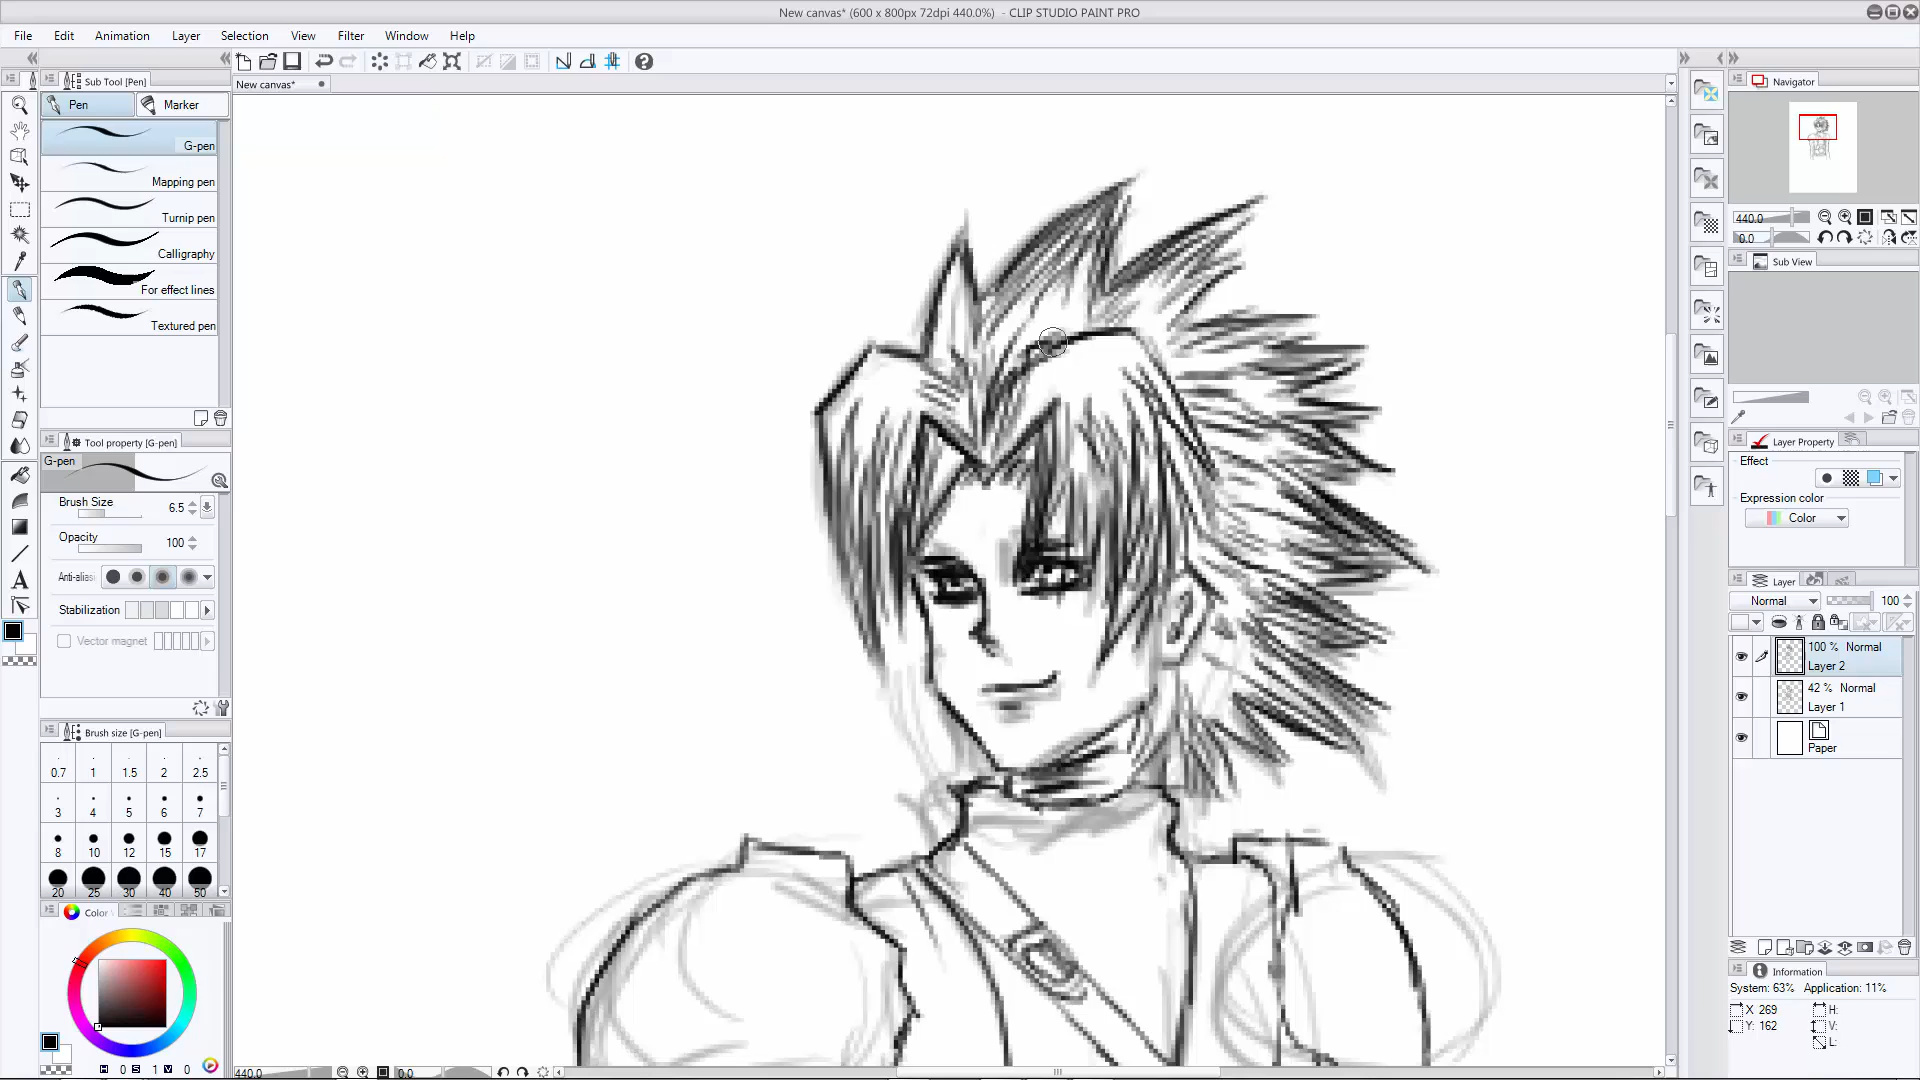 New canvas* (600 x 800px 72dpi 440.0%) - CLIP STUDIO PAINT PRO
File Edit Animation Layer Selection View Filter Window Help
Sub Tool [Pen]
New canvas*
Navigator
Pen Marker
G-pen
Mapping pen
Turnip pen
Calligraphy
For effect lines
Textured pen
440.0
0.0
Sub View
Tool property [G-pen]
G-pen
Brush Size 6.5
Opacity 100
Anti-alias
Stabilization
Vector magnet
Layer Property
Effect
Expression color
Color
Layer
Normal 100
100 % Normal
Layer 2
42 % Normal
Layer 1
Paper
Brush size [G-pen]
0.7 1 1.5 2 2.5
3 4 5 6 7
8 10 12 15 17
20 25 30 40 50
Color
Information
System: 63% Application: 11%
X 269 H:
Y: 162 V:
L:
H 0 S 1 V 0
440.0 0.0